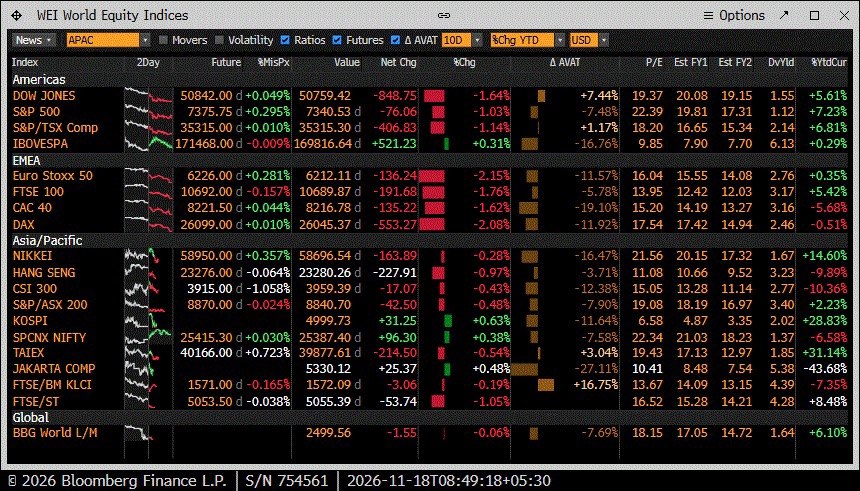 WEI World Equity Indices Options
News APAC Movers Volatility Ratios Futures Δ AVAT 10D %Chg YTD USD
Index 2Day Future %MisPx Value Net Chg %Chg Δ AVAT P/E Est FY1 Est FY2 DvYld %YtdCur
Americas
DOW JONES 50842.00 d +0.049% 50759.42 -848.75 -1.64% +7.44% 19.37 20.08 19.15 1.55 +5.61%
S&P 500 7375.75 d +0.295% 7340.53 d -76.06 -1.03% -7.48% 22.39 19.81 17.31 1.12 +7.23%
S&P/TSX Comp 35315.00 d +0.010% 35315.30 d -406.83 -1.14% +1.17% 18.20 16.65 15.34 2.14 +6.81%
IBOVESPA 171468.00 d -0.009% 169816.64 d +521.23 +0.31% -16.76% 9.85 7.90 7.70 6.13 +0.29%
EMEA
Euro Stoxx 50 6226.00 d +0.281% 6212.11 d -136.24 -2.15% -15.22% 16.04 15.55 14.08 2.76 +0.35%
FTSE 100 10692.00 d -0.157% 10689.87 d -191.68 -1.76% -5.78% 13.95 12.42 12.03 3.17 +5.42%
CAC 40 8221.50 d +0.044% 8216.78 d -135.22 -1.62% -19.10% 15.20 14.19 13.27 3.16 -5.68%
DAX 26099.00 d +0.010% 26045.37 d -553.27 -2.08% -11.92% 17.54 17.42 14.94 2.46 -0.51%
Asia/Pacific
NIKKEI 58950.00 d +0.357% 58696.54 d -163.89 -0.28% -16.47% 21.56 20.15 17.32 1.67 +14.60%
HANG SENG 23276.00 d -0.064% 23280.26 d -227.91 -0.97% -3.71% 11.08 10.66 9.52 3.23 -9.89%
CSI 300 3915.00 d -1.058% 3959.39 d -17.07 -0.43% -12.38% 15.05 13.28 11.14 2.77 -10.36%
S&P/ASX 200 8870.00 d -0.024% 8840.70 d -42.50 -0.48% -7.90% 19.08 18.19 16.97 3.40 +2.23%
KOSPI 4999.73 +31.25 +0.63% -11.64% 6.58 4.87 3.35 2.02 +28.83%
SPCNX NIFTY 25415.30 d +0.030% 25387.40 d +96.30 +0.38% -7.58% 22.34 21.03 18.23 1.37 -6.58%
TAIEX 40166.00 d +0.723% 39877.61 d -214.50 -0.54% +3.04% 19.43 17.13 12.97 1.85 +31.14%
JAKARTA COMP 5330.12 +25.37 +0.48% -27.11% 10.41 8.48 7.54 5.38 -43.68%
FTSE/BM KLCI 1571.00 d -0.165% 1572.09 d -3.06 -0.19% +16.75% 13.67 14.09 13.15 4.39 -7.35%
FTSE/ST 5053.50 d -0.038% 5055.39 d -53.74 -1.05% 16.52 15.28 14.21 4.28 +8.48%
Global
BBG World L/M 2499.56 -1.55 -0.06% -7.69% 18.15 17.05 14.72 1.64 +6.10%
© 2026 Bloomberg Finance L.P. | S/N 754561 | 2026-11-18T08:49:18+05:30